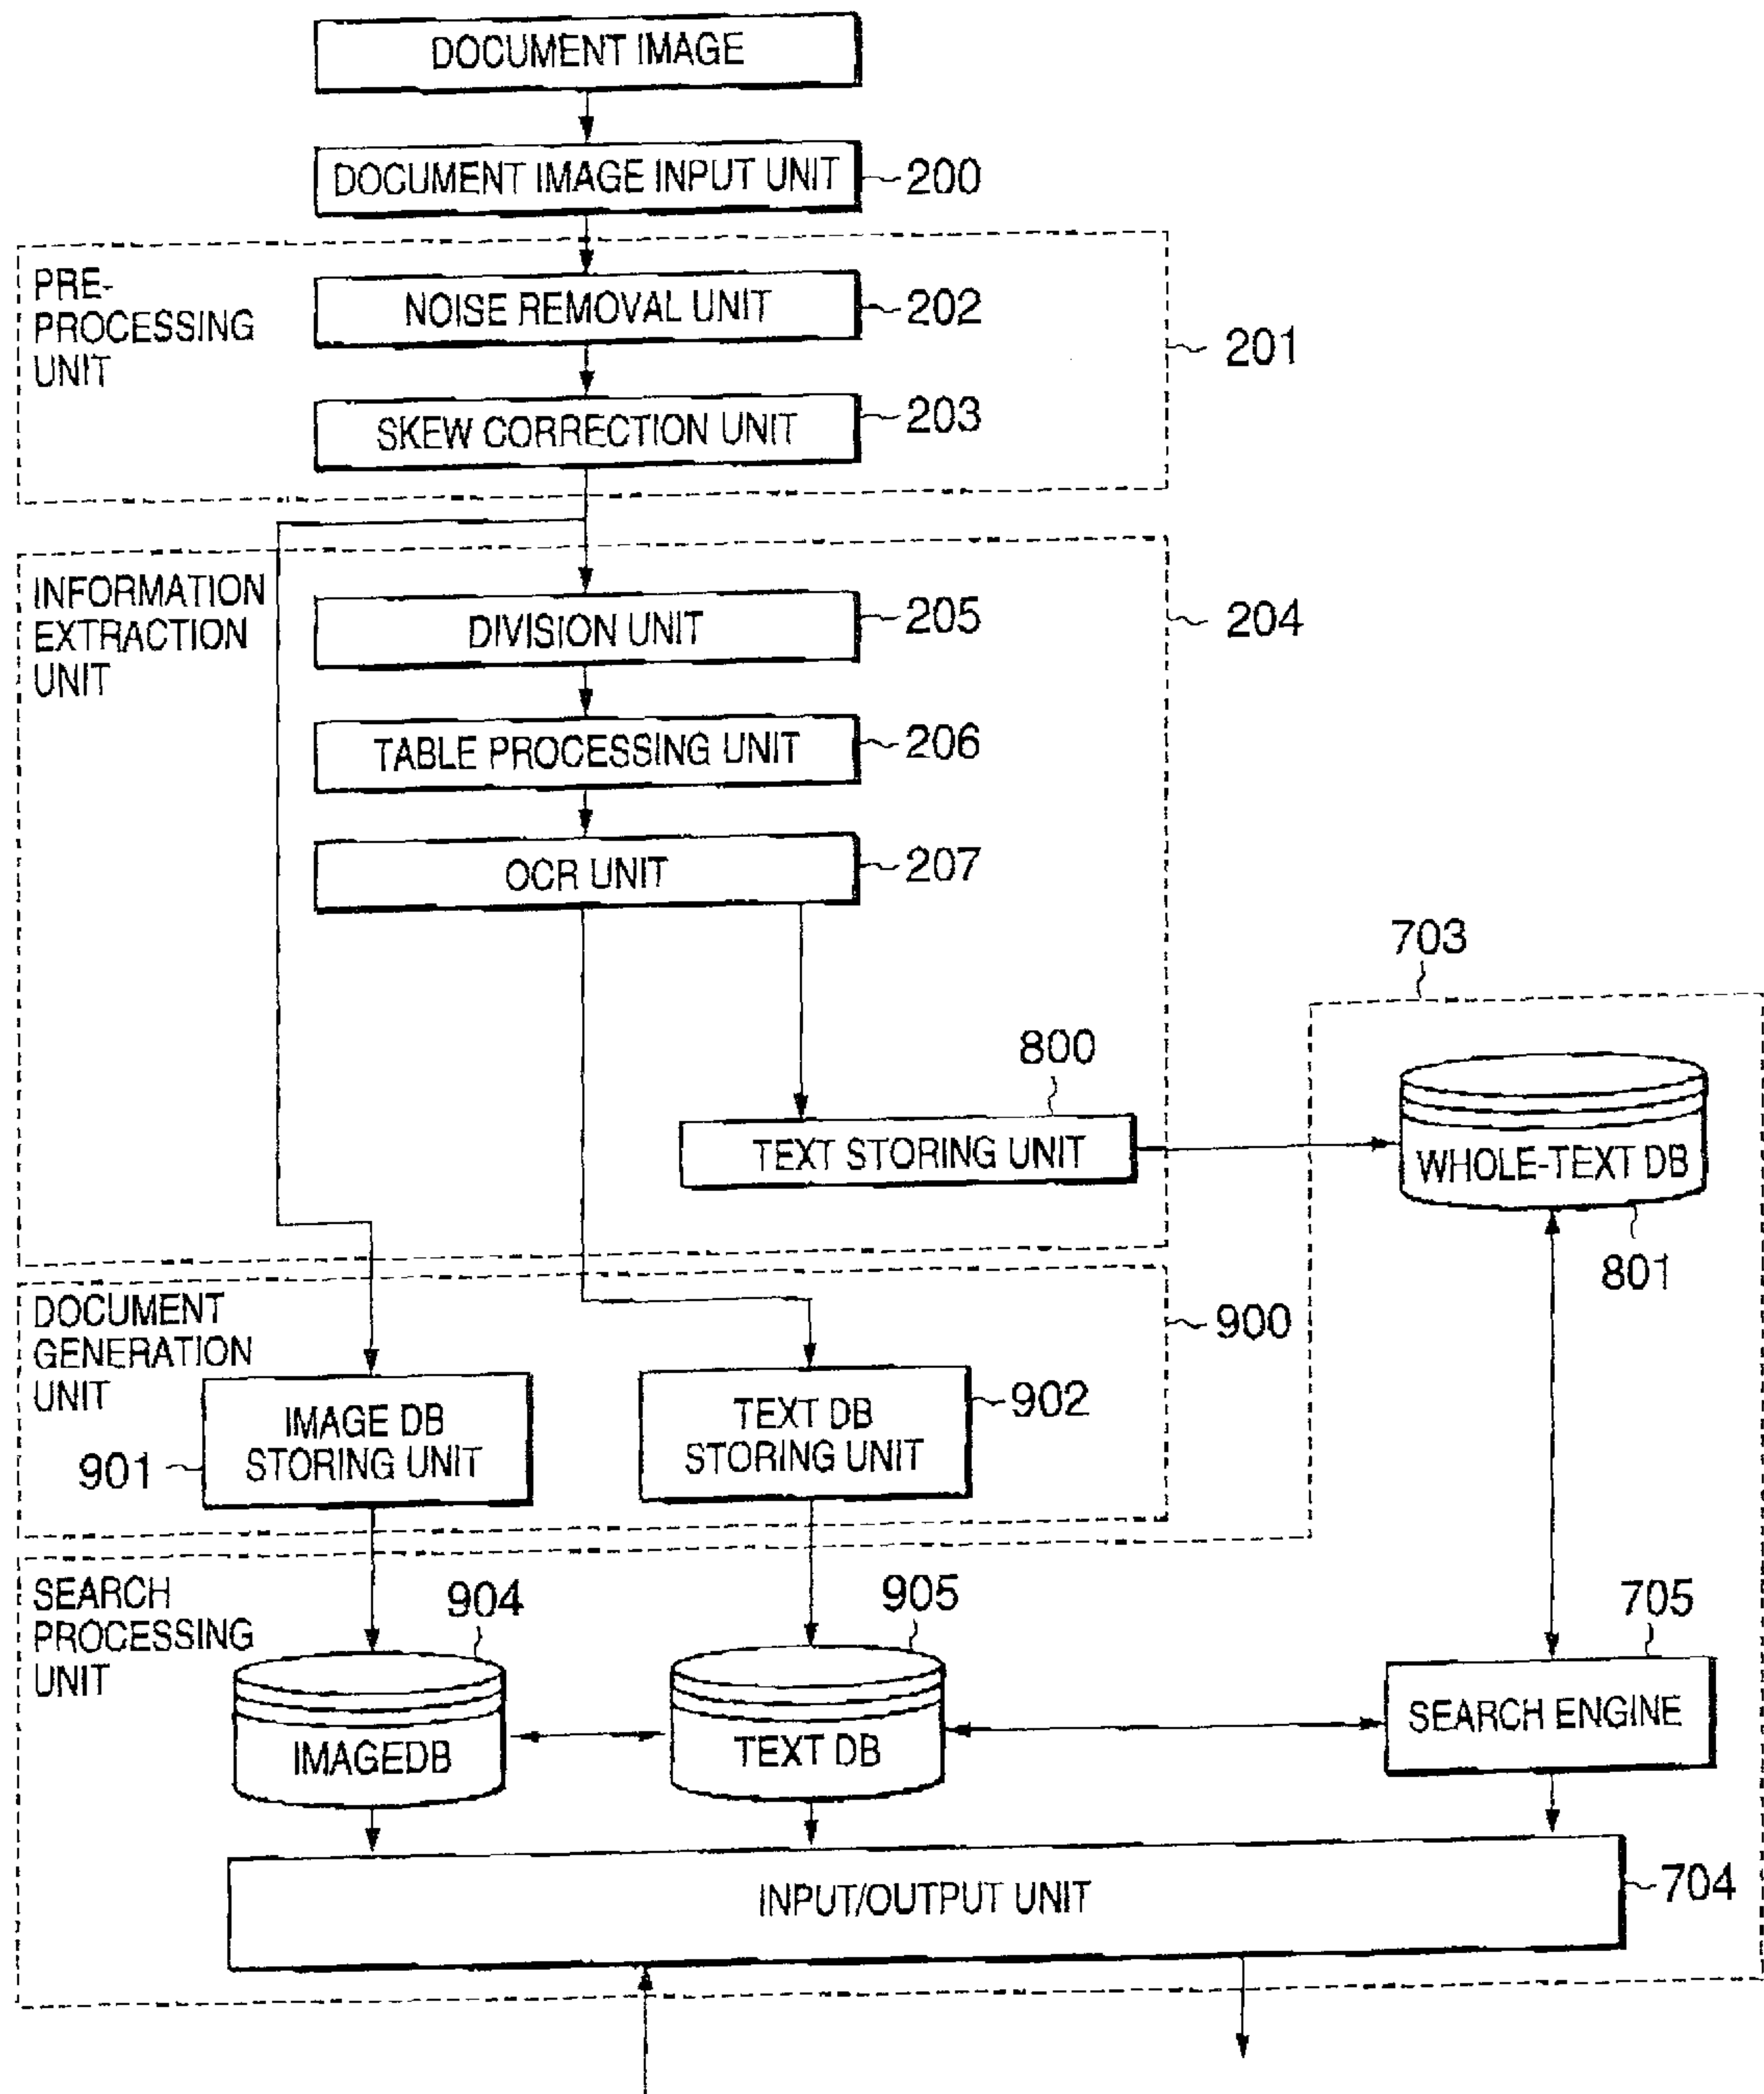 DOCUMENT IMAGE
DOCUMENT IMAGE INPUT UNIT
200
PRE-
PROCESSING
UNIT
NOISE REMOVAL UNIT
202
201
SKEW CORRECTION UNIT
203
INFORMATION
EXTRACTION
UNIT
DIVISION UNIT
205
204
TABLE PROCESSING UNIT
206
OCR UNIT
207
703
800
TEXT STORING UNIT
WHOLE-TEXT DB
801
DOCUMENT
GENERATION
UNIT
900
IMAGE DB
STORING UNIT
901
TEXT DB
STORING UNIT
902
SEARCH
PROCESSING
UNIT
904
IMAGEDB
905
TEXT DB
705
SEARCH ENGINE
INPUT/OUTPUT UNIT
704